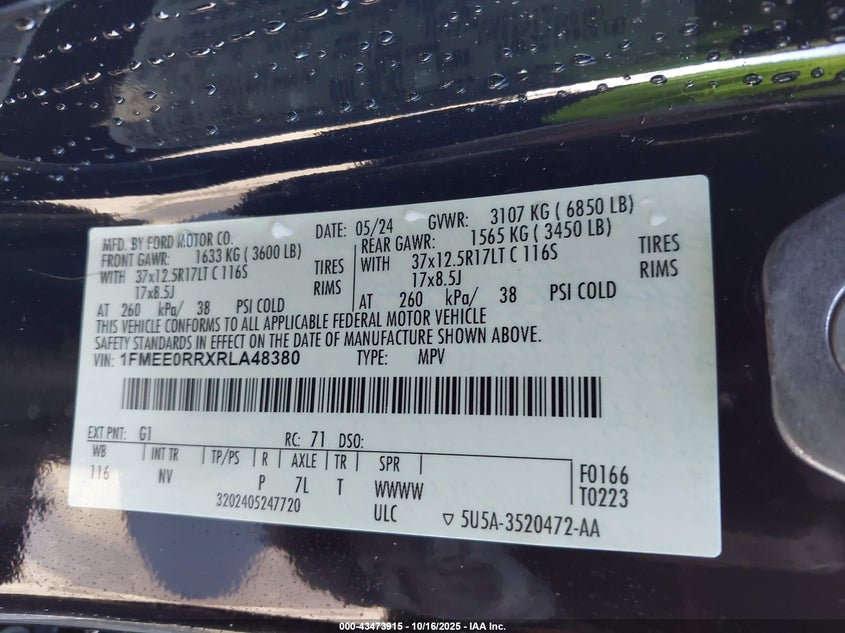 MFD. BY FORD MOTOR CO. DATE: 05/24 GVWR: 3107 KG ( 6850 LB)
FRONT GAWR: 1633 KG ( 3600 LB) REAR GAWR: 1565 KG ( 3450 LB)
WITH 37x12.5R17LT C 116S TIRES WITH 37x12.5R17LT C 116S TIRES
17x8.5J RIMS 17x8.5J RIMS
AT 260 kPa/ 38 PSI COLD AT 260 kPa/ 38 PSI COLD
THIS VEHICLE CONFORMS TO ALL APPLICABLE FEDERAL MOTOR VEHICLE
SAFETY STANDARDS IN EFFECT ON THE DATE OF MANUFACTURE SHOWN ABOVE.
VIN: 1FMEE0RRXRLA48380 TYPE: MPV
EXT PNT: G1 RC: 71 DSO:
WB INT TR TP/PS R AXLE TR SPR
116 NV P 7L T WWWW F0166
3202405247720 ULC T0223
▽ 5U5A-3520472-AA
000-43473915 - 10/16/2025 - IAA Inc.